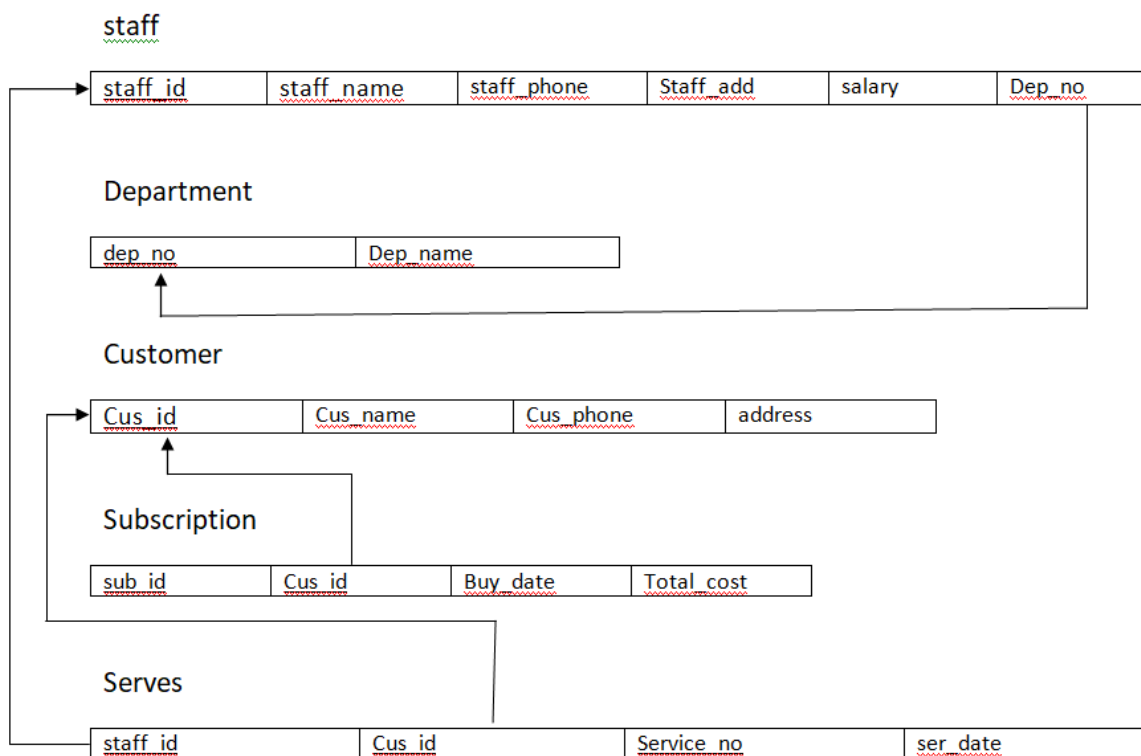 staff
staff_id staff_name staff_phone Staff_add salary Dep_no
Department
dep_no Dep_name
Customer
Cus_id Cus_name Cus_phone address
Subscription
sub_id Cus_id Buy_date Total_cost
Serves
staff_id Cus_id Service_no ser_date